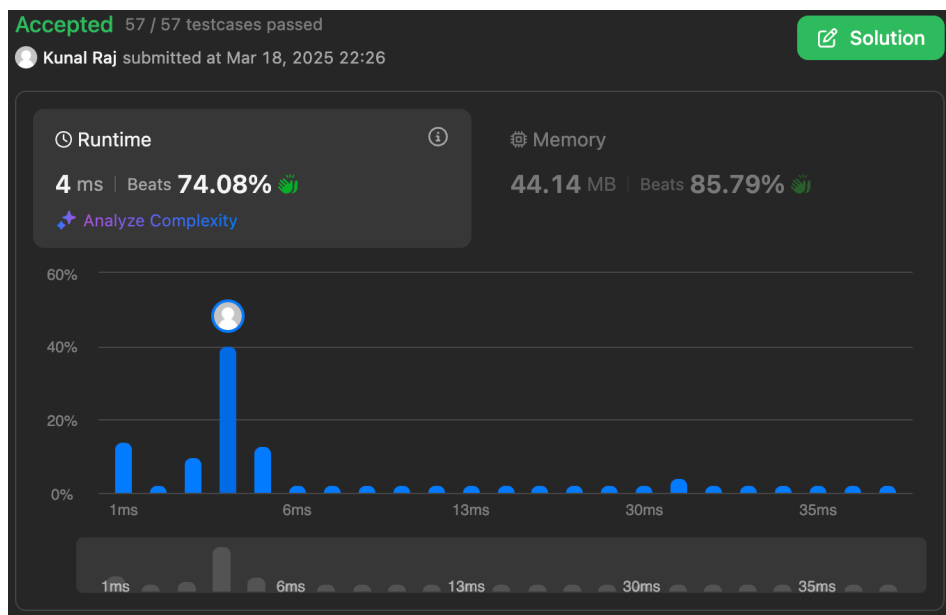 Accepted 57 / 57 testcases passed
Solution
Kunal Raj submitted at Mar 18, 2025 22:26
Runtime
Memory
4 ms | Beats 74.08%
44.14 MB | Beats 85.79%
Analyze Complexity
60%
40%
20%
0%
1ms 6ms 13ms 30ms 35ms
1ms 6ms 13ms 30ms 35ms